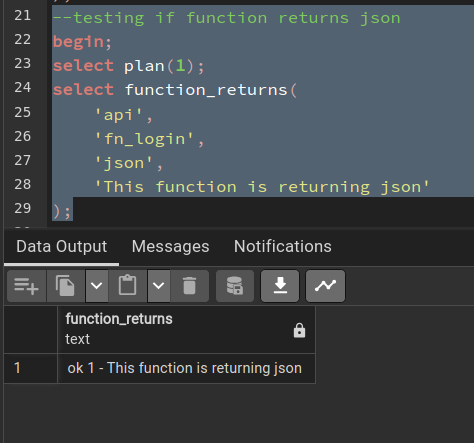 21 --testing if function returns json
22 begin;
23 select plan(1);
24 select function_returns(
25 'api',
26 'fn_login',
27 'json',
28 'This function is returning json'
29 );
Data Output Messages Notifications
function_returns
text
1 ok 1 - This function is returning json